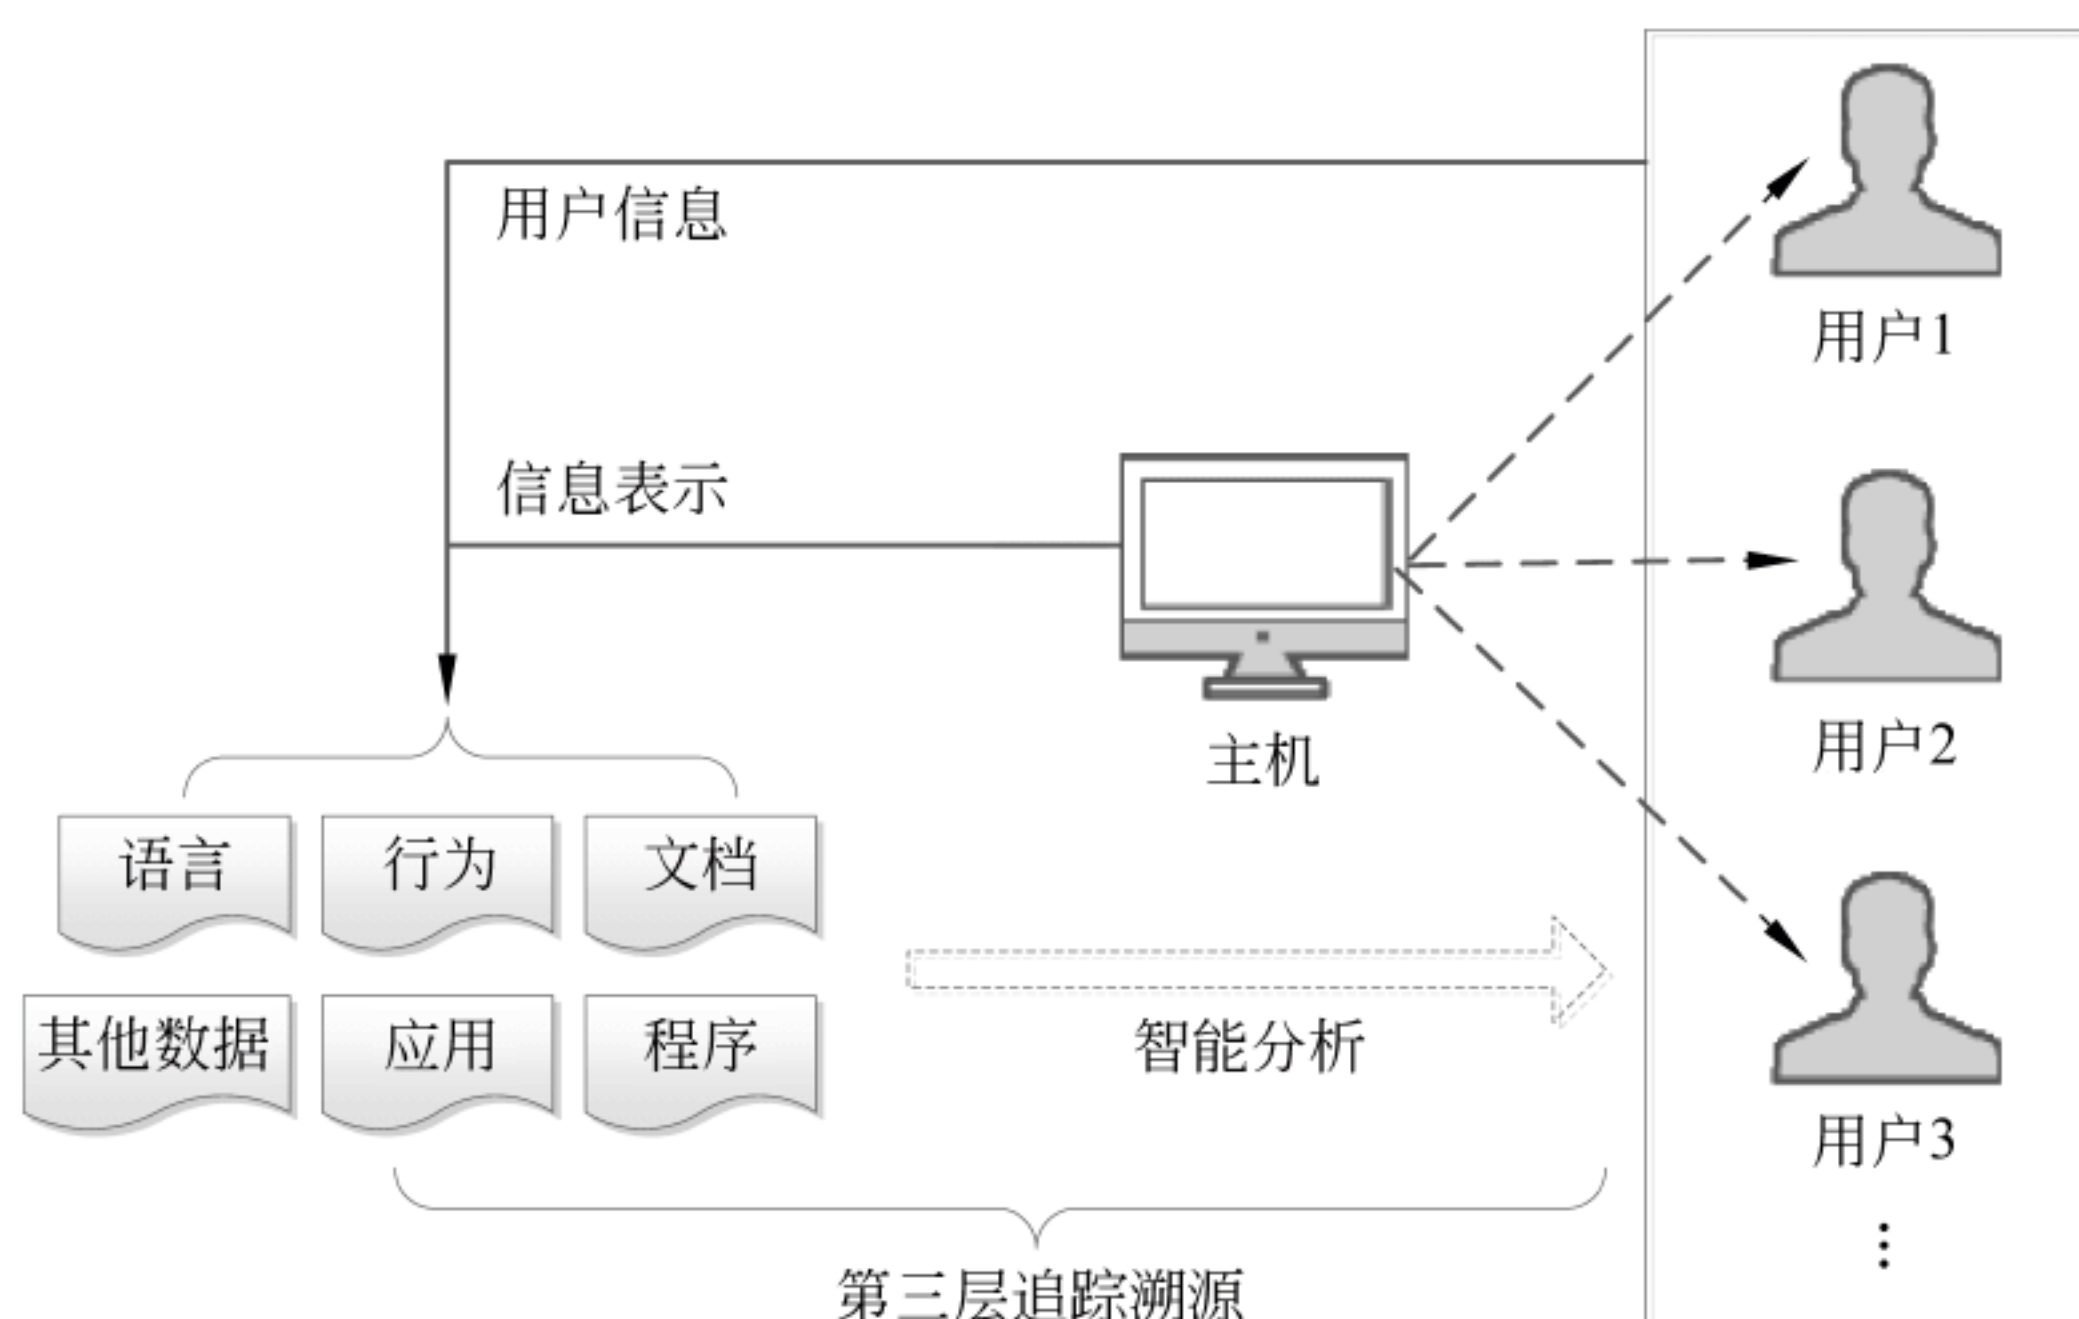 用户信息
用户1
信息表示
主机
用户2
语言
行为
文档
其他数据
应用
程序
智能分析
用户3
第三层追踪溯源